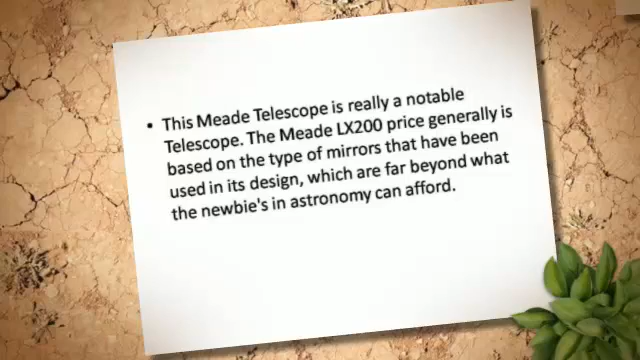 • This Meade Telescope is really a notable
Telescope. The Meade LX200 price generally is
based on the type of mirrors that have been
used in its design, which are far beyond what
the newbie's in astronomy can afford.